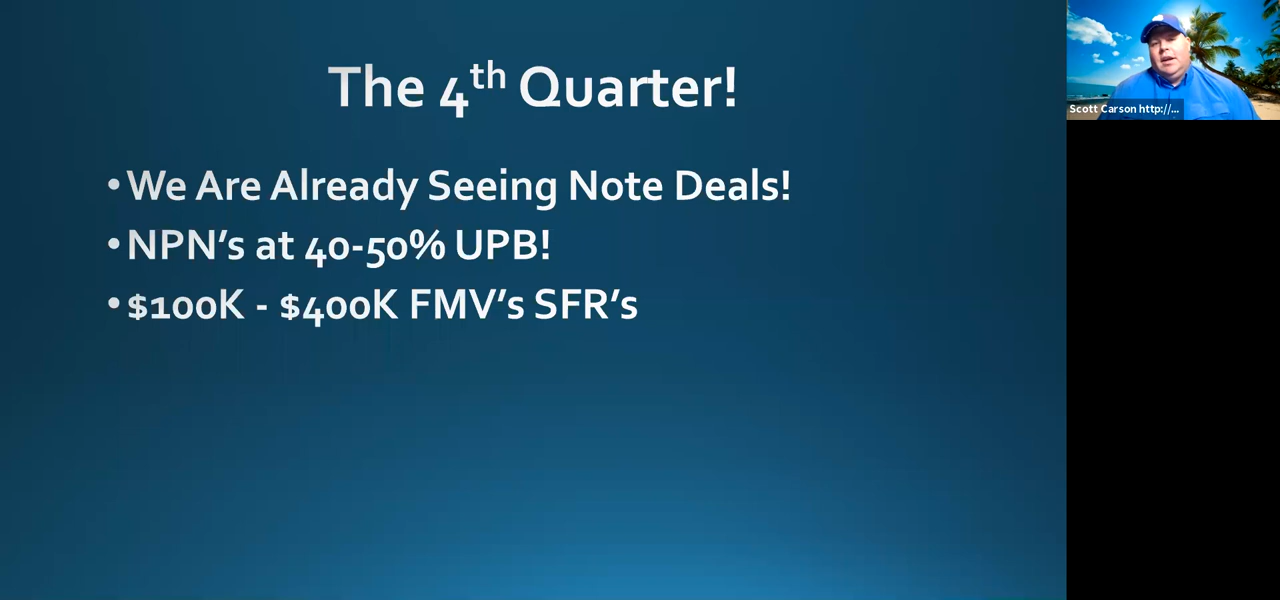 The 4th Quarter!
•We Are Already Seeing Note Deals!
•NPN’s at 40-50% UPB!
•$100K - $400K FMV’s SFR’s
Scott Carson http://...